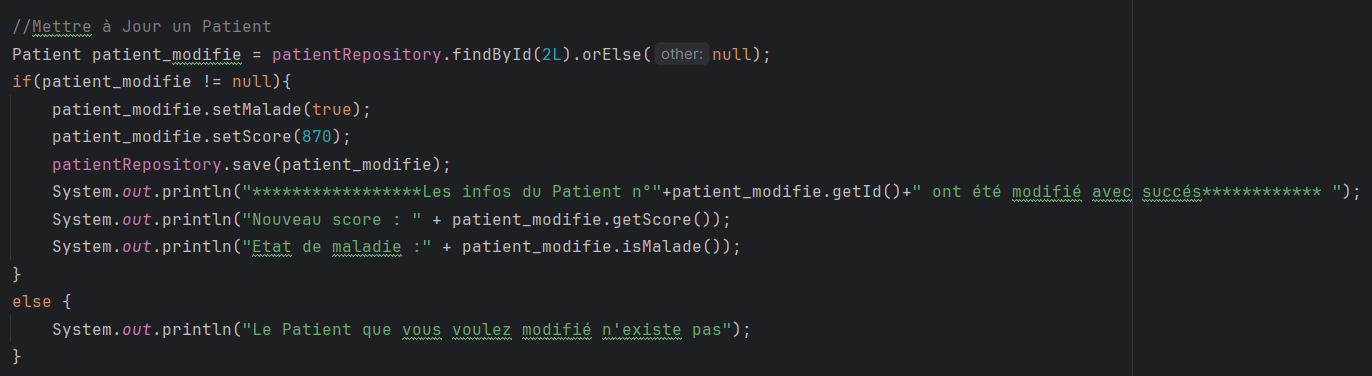 //Mettre à Jour un Patient
Patient patient_modifie = patientRepository.findById(2L).orElse( other: null);
if(patient_modifie != null){
    patient_modifie.setMalade(true);
    patient_modifie.setScore(870);
    patientRepository.save(patient_modifie);
    System.out.println("*****************Les infos du Patient n°"+patient_modifie.getId()+" ont été modifié avec succés************ ");
    System.out.println("Nouveau score : " + patient_modifie.getScore());
    System.out.println("Etat de maladie :" + patient_modifie.isMalade());
}
else {
    System.out.println("Le Patient que vous voulez modifié n'existe pas");
}